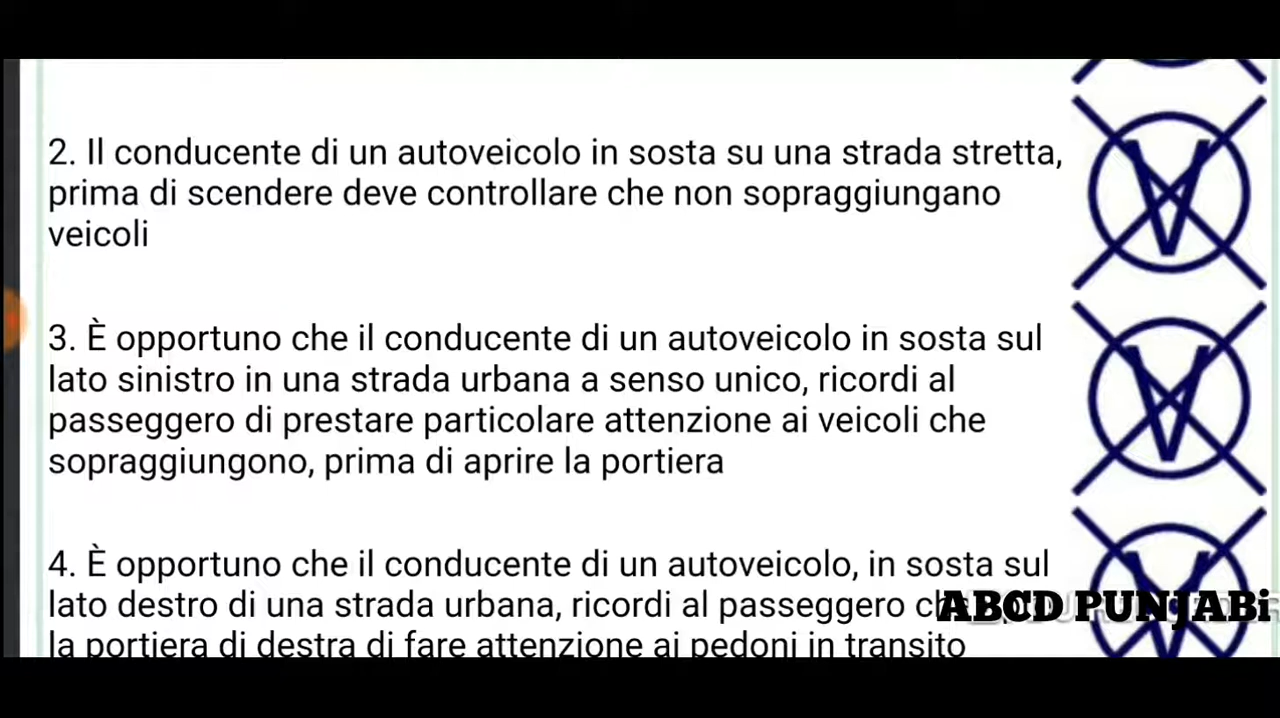 2. Il conducente di un autoveicolo in sosta su una strada stretta,
prima di scendere deve controllare che non sopraggiungano
veicoli
V
3. È opportuno che il conducente di un autoveicolo in sosta sul
lato sinistro in una strada urbana a senso unico, ricordi al
passeggero di prestare particolare attenzione ai veicoli che
sopraggiungono, prima di aprire la portiera
V
4. È opportuno che il conducente di un autoveicolo, in sosta sul
lato destro di una strada urbana, ricordi al passeggero
la portiera di destra di fare attenzione ai pedoni in transito
V
ABCD PUNJABi